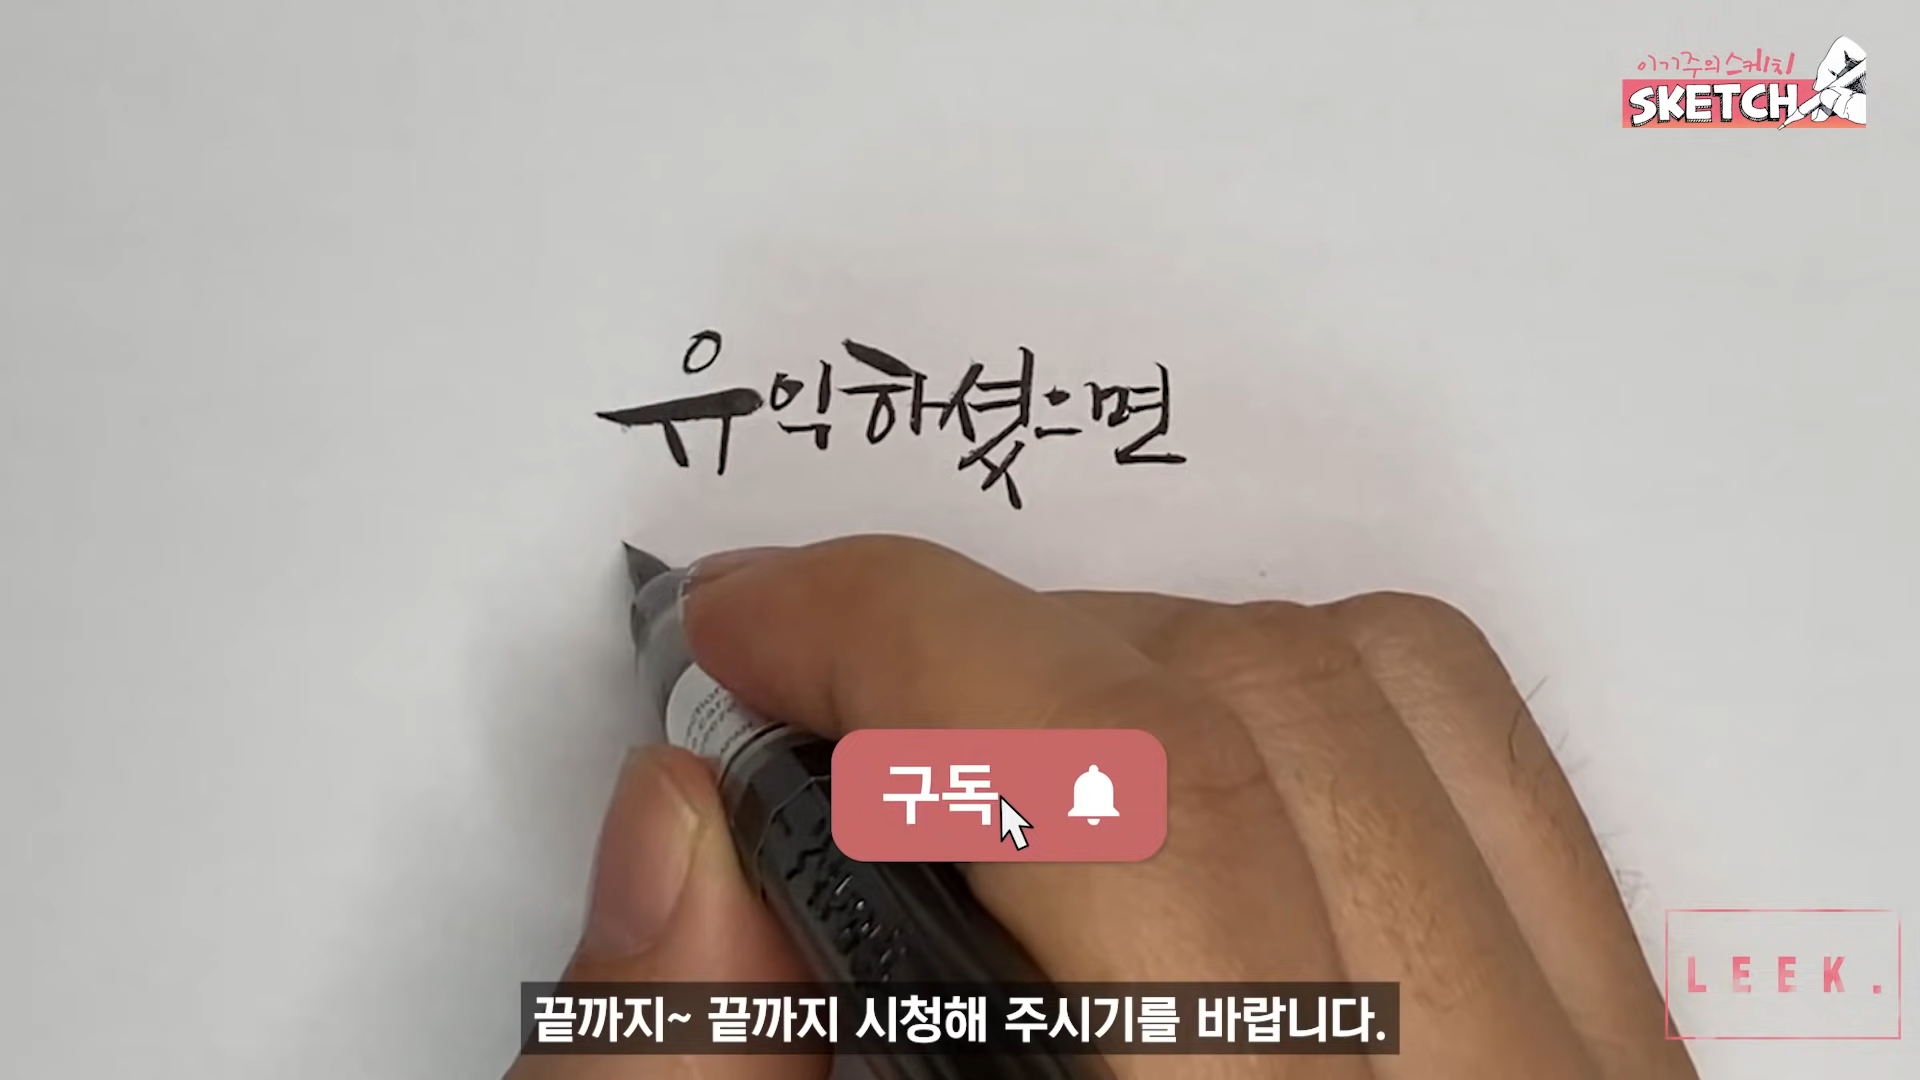 이기주의스케치
SKETCH
유익하셨으면
구독
LEEK.
끝까지~ 끝까지 시청해 주시기를 바랍니다.